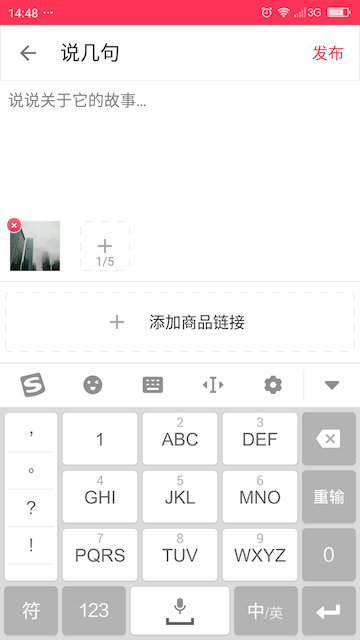 14:48 ... 3G
说几句 发布
说说关于它的故事...
1/5
添加商品链接
S
， 1 2 ABC 3 DEF
。 4 GHI 5 JKL 6 MNO 重输
？
！ 7 PQRS 8 TUV 9 WXYZ 0
符 123 中/英